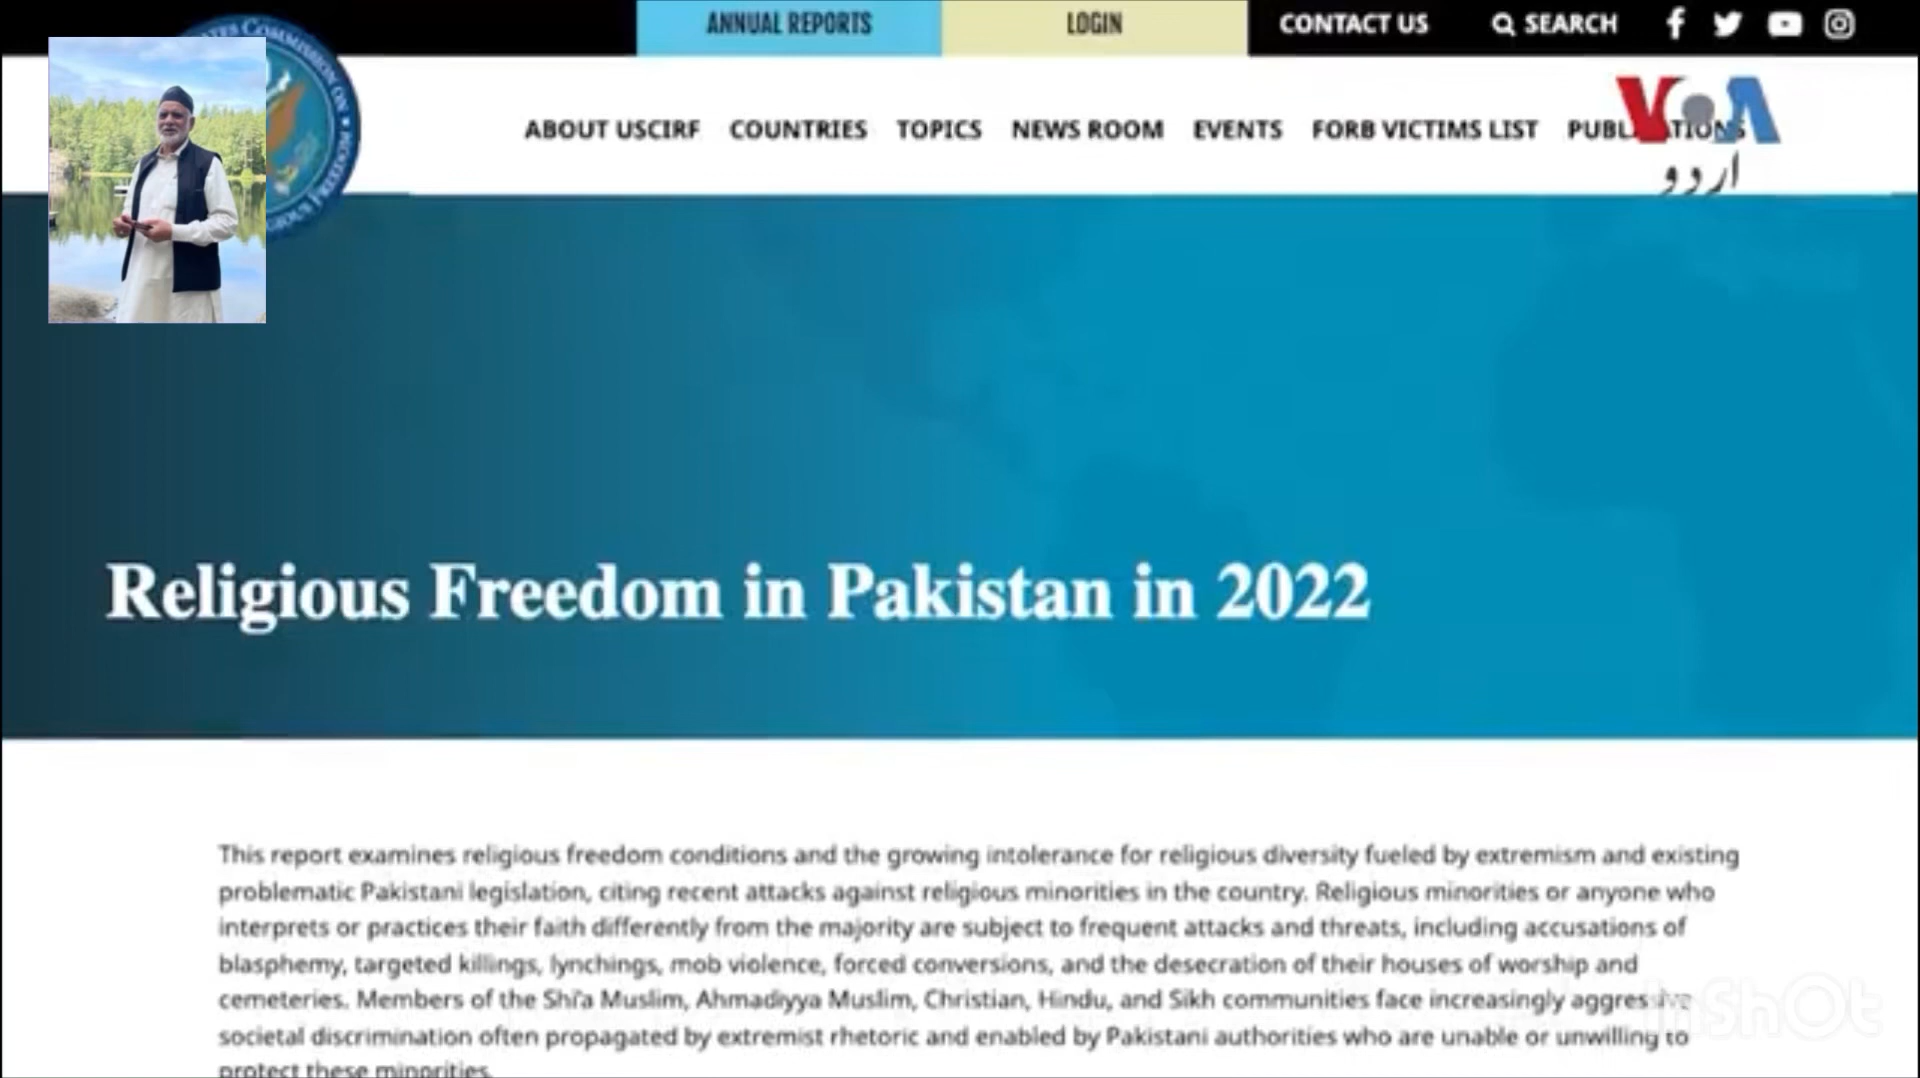 ANNUAL REPORTS
LOGIN
CONTACT US
SEARCH
ABOUT USCIRF
COUNTRIES
TOPICS
NEWS ROOM
EVENTS
FORB VICTIMS LIST
VOA
اردو
Religious Freedom in Pakistan in 2022
This report examines religious freedom conditions and the growing intolerance for religious diversity fueled by extremism and existing
problematic Pakistani legislation, citing recent attacks against religious minorities in the country. Religious minorities or anyone who
interprets or practices their faith differently from the majority are subject to frequent attacks and threats, including accusations of
blasphemy, targeted killings, lynchings, mob violence, forced conversions, and the desecration of their houses of worship and
cemeteries. Members of the Shi'a Muslim, Ahmadiyya Muslim, Christian, Hindu, and Sikh communities face increasingly aggressive
societal discrimination often propagated by extremist rhetoric and enabled by Pakistani authorities who are unable or unwilling to
protect these minorities.
InShOt